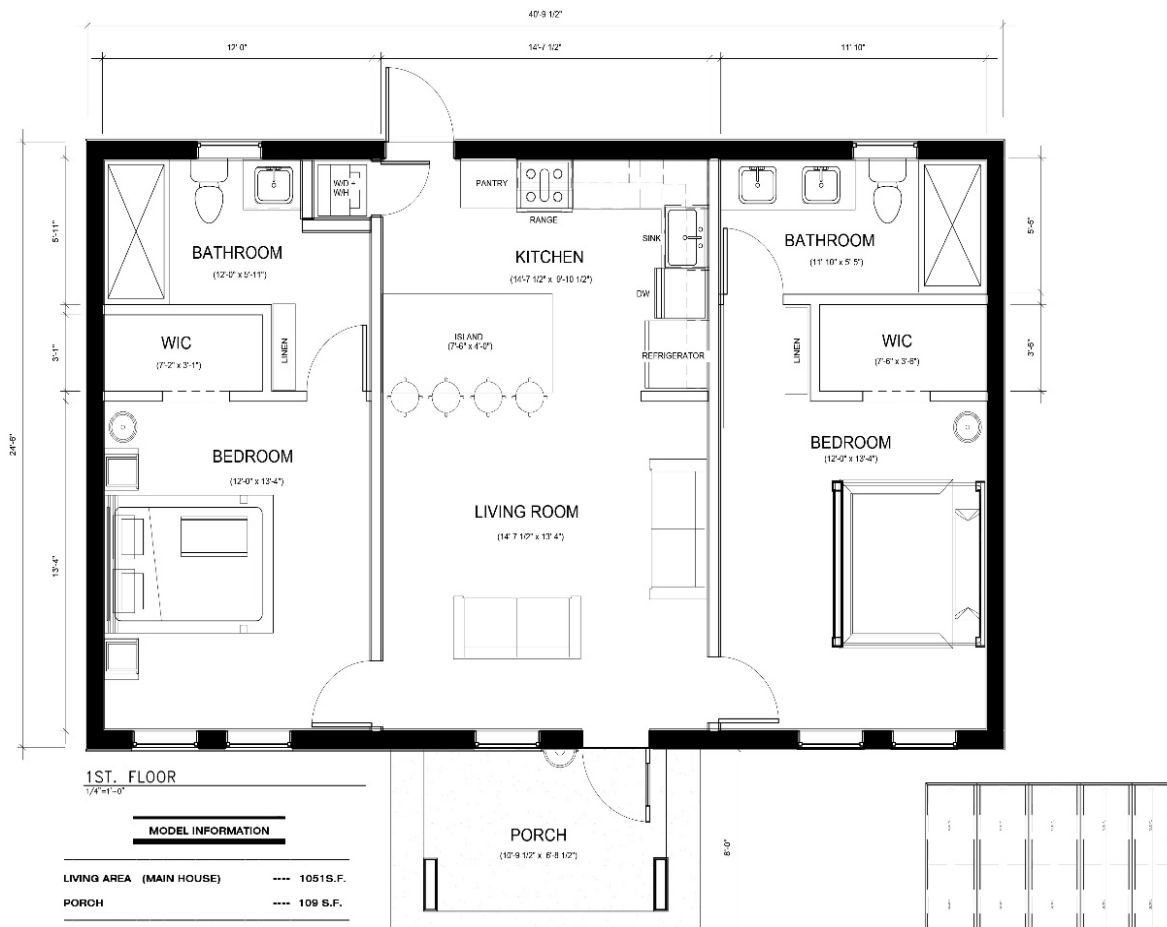 40'-9 1/2"
12' 0"
14'-7 1/2"
11' 10"
W/D +
W/H
PANTRY
RANGE
SINK
5'-11"
5'-5"
BATHROOM
(12'-0" x 5'-11")
KITCHEN
(14'-7 1/2" x 9'-10 1/2")
BATHROOM
(11' 10" x 5' 5")
DW
ISLAND
(7'-6" x 4'-0")
REFRIGERATOR
3'-1"
WIC
(7'-2" x 3'-1")
LINEN
LINEN
WIC
(7'-6" x 3'-6")
3'-6"
24'-6"
BEDROOM
(12'-0" x 13'-4")
BEDROOM
(12'-0" x 13'-4")
LIVING ROOM
(14' 7 1/2" x 13' 4")
13'-4"
1ST. FLOOR
1/4"=1'-0"
MODEL INFORMATION
LIVING AREA (MAIN HOUSE) ---- 1051S.F.
PORCH ---- 109 S.F.
PORCH
(10'-9 1/2" x 6'-8 1/2")